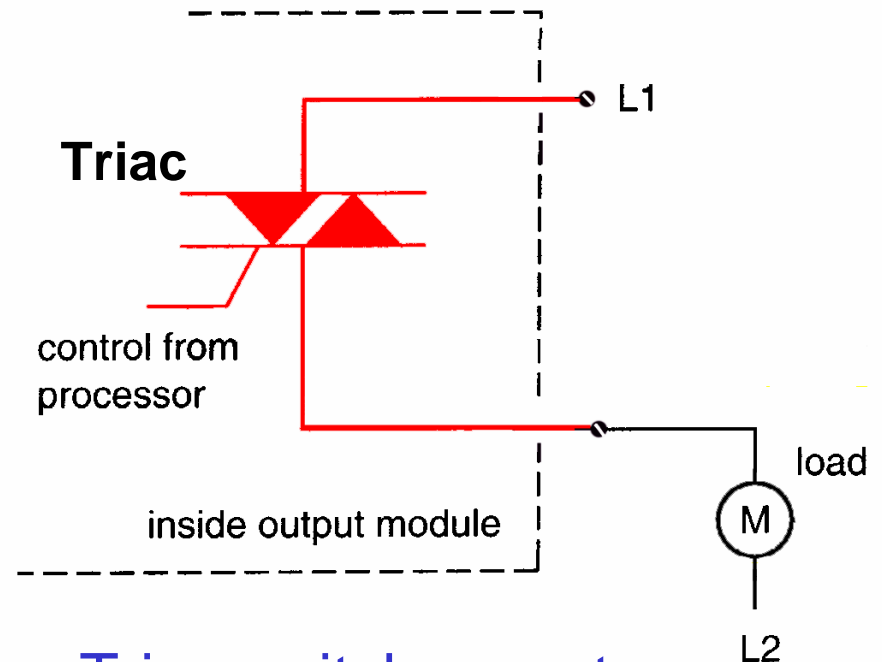 L1
Triac
control from
processor
load
M
inside output module
L2